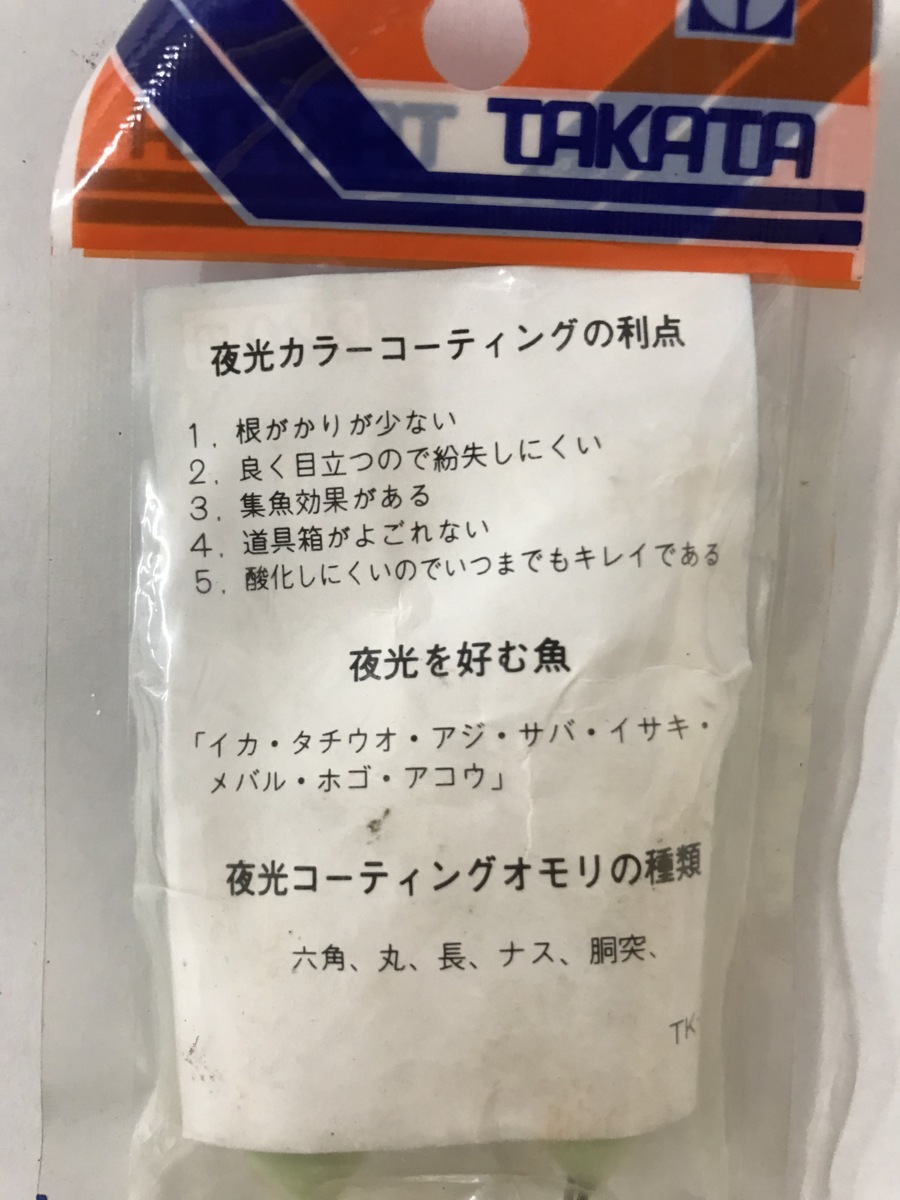 TAKATA
夜光カラーコーティングの利点
1. 根がかりが少ない
2. 良く目立つので紛失しにくい
3. 集魚効果がある
4. 道具箱がよごれない
5. 酸化しにくいのでいつまでもキレイである
夜光を好む魚
「イカ・タチウオ・アジ・サバ・イサキ・
メバル・ホゴ・アコウ」
夜光コーティングオモリの種類
六角、丸、長、ナス、胴突、
TK